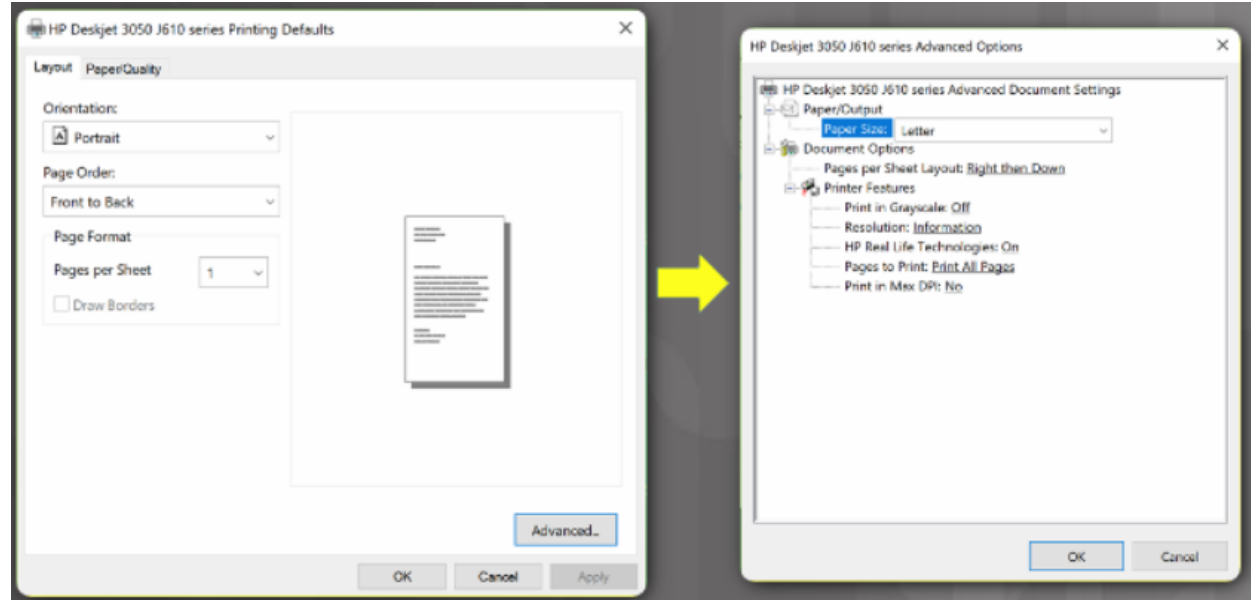 HP Deskjet 3050 J610 series Printing Defaults
Layout Paper/Quality
Orientation:
Portrait
Page Order:
Front to Back
Page Format
Pages per Sheet 1
Draw Borders
Advanced...
OK Cancel Apply
HP Deskjet 3050 J610 series Advanced Options
HP Deskjet 3050 J610 series Advanced Document Settings
Paper/Output
Paper Size: Letter
Document Options
Pages per Sheet Layout: Right then Down
Printer Features
Print in Grayscale: Off
Resolution: Information
HP Real Life Technologies: On
Pages to Print: Print All Pages
Print in Max DPI: No
OK Cancel